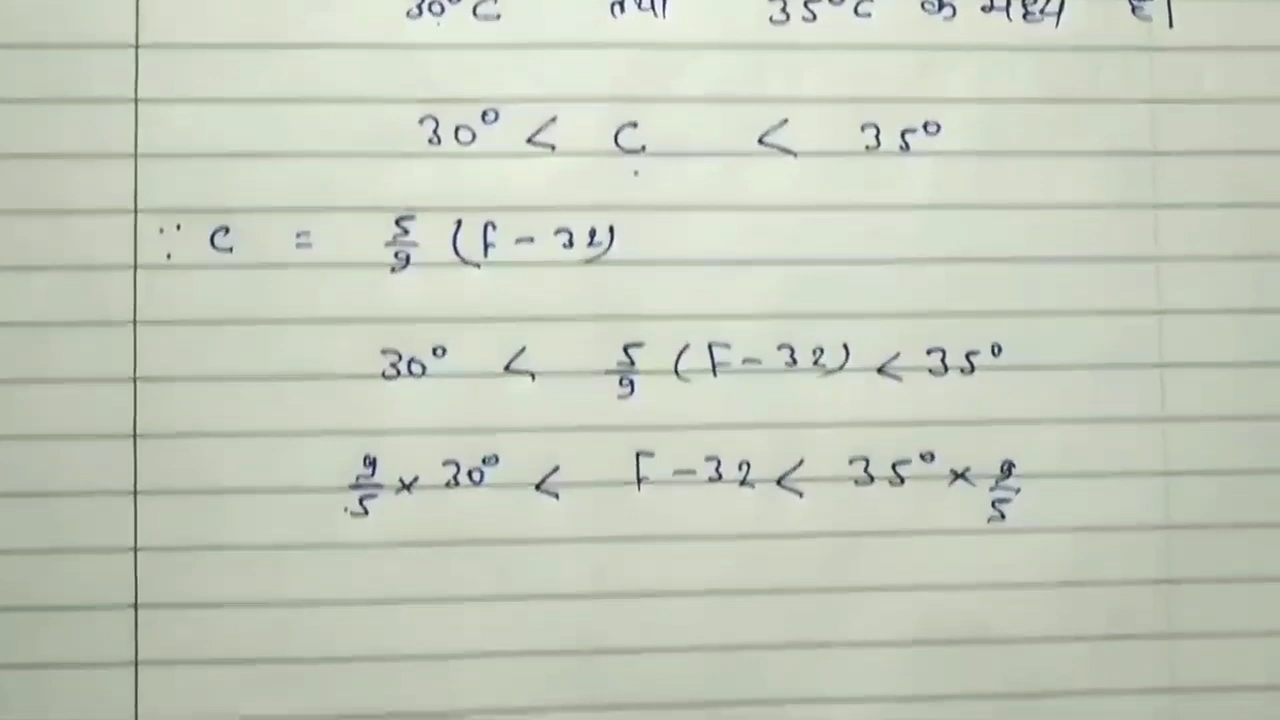 30°C तथा 35°C के मध्य है।
30° < C < 35°
∵ C = 5/9 (F - 32)
30° < 5/9 (F - 32) < 35°
9/5 × 30° < F - 32 < 35° × 9/5